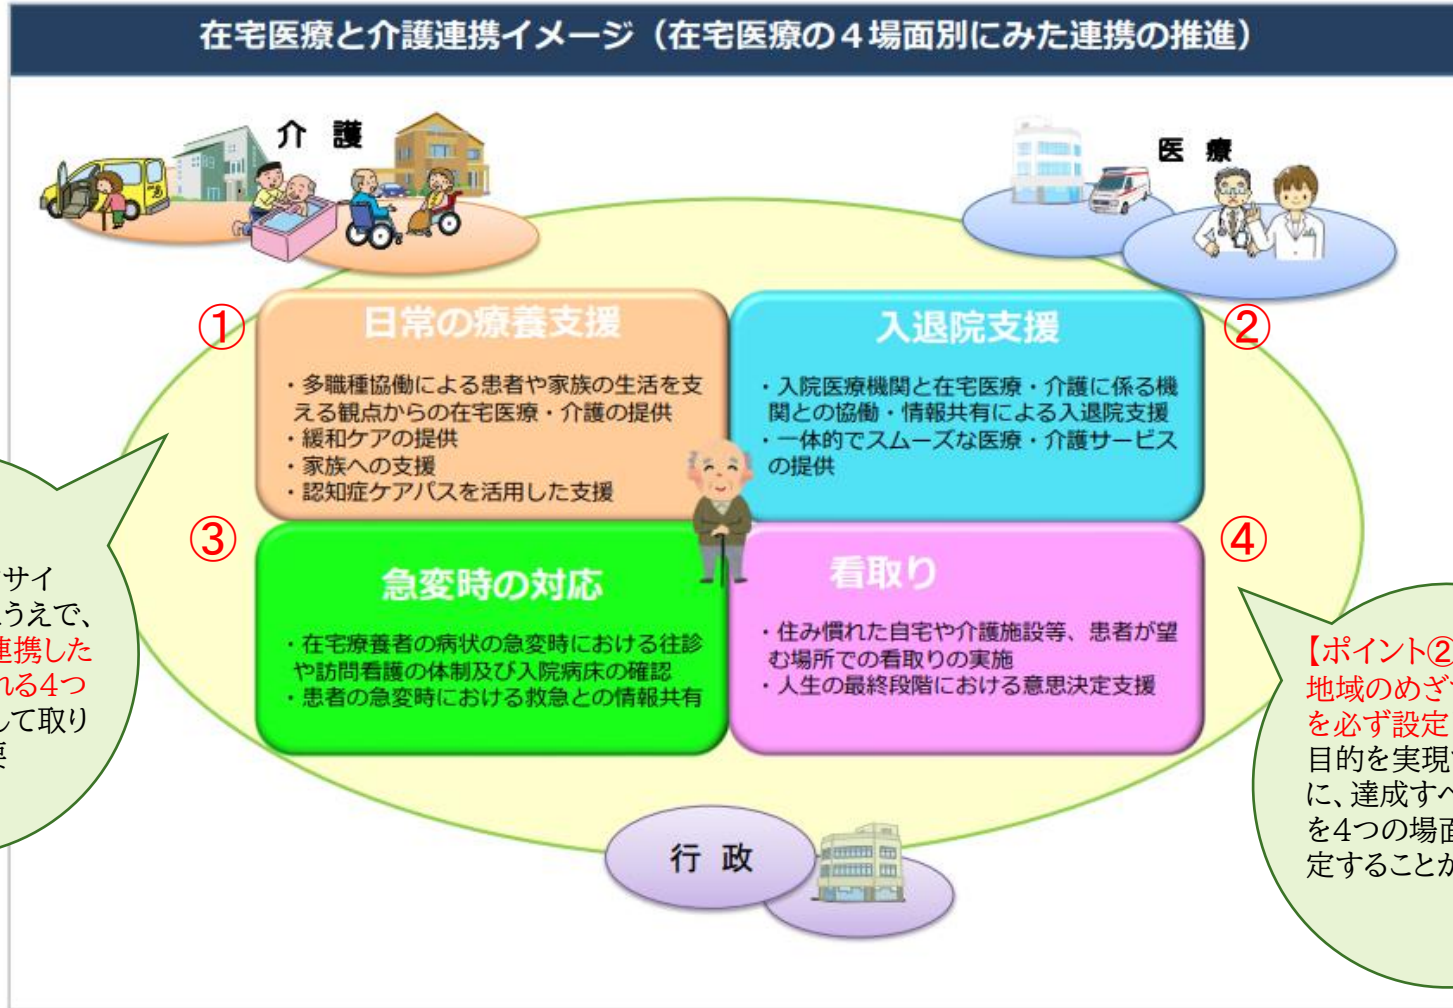 在宅医療と介護連携イメージ（在宅医療の４場面別にみた連携の推進）
介 護
医 療
①
日常の療養支援
・多職種協働による患者や家族の生活を支
える観点からの在宅医療・介護の提供
・緩和ケアの提供
・家族への支援
・認知症ケアパスを活用した支援
②
入退院支援
・入院医療機関と在宅医療・介護に係る機
関との協働・情報共有による入退院支援
・一体的でスムーズな医療・介護サービス
の提供
③
急変時の対応
・在宅療養者の病状の急変時における往診
や訪問看護の体制及び入院病床の確認
・患者の急変時における救急との情報共有
④
看取り
・住み慣れた自宅や介護施設等、患者が望
む場所での看取りの実施
・人生の最終段階における意思決定支援
サイ
うえで、
連携した
れる4つ
して取り
【ポイント②
地域のめざ
を必ず設定
目的を実現
に、達成すべ
を4つの場面
定することが
行 政